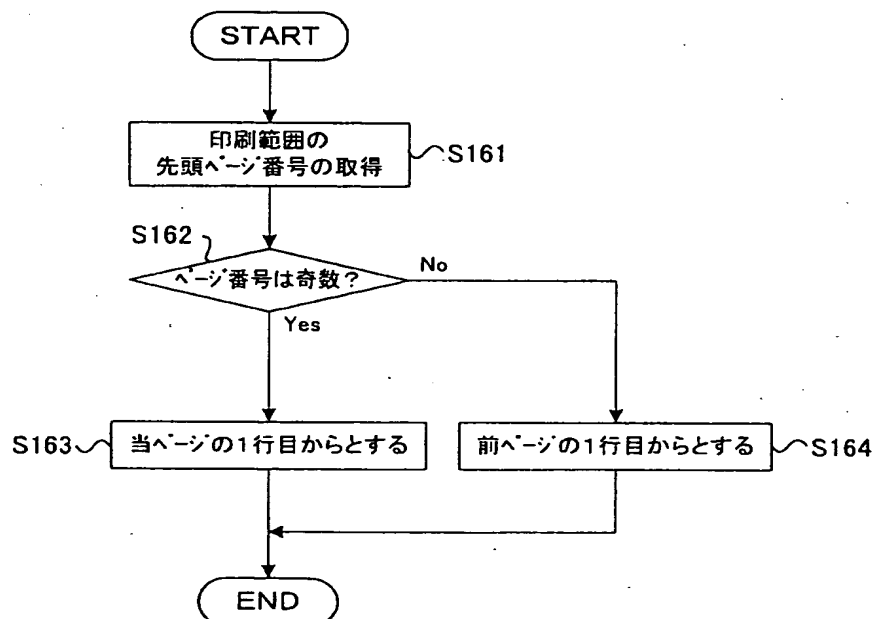 START
印刷範囲の
先頭ページ番号の取得
S161
S162
ページ番号は奇数?
No
Yes
S163
当ページの1行目からとする
前ページの1行目からとする
S164
END